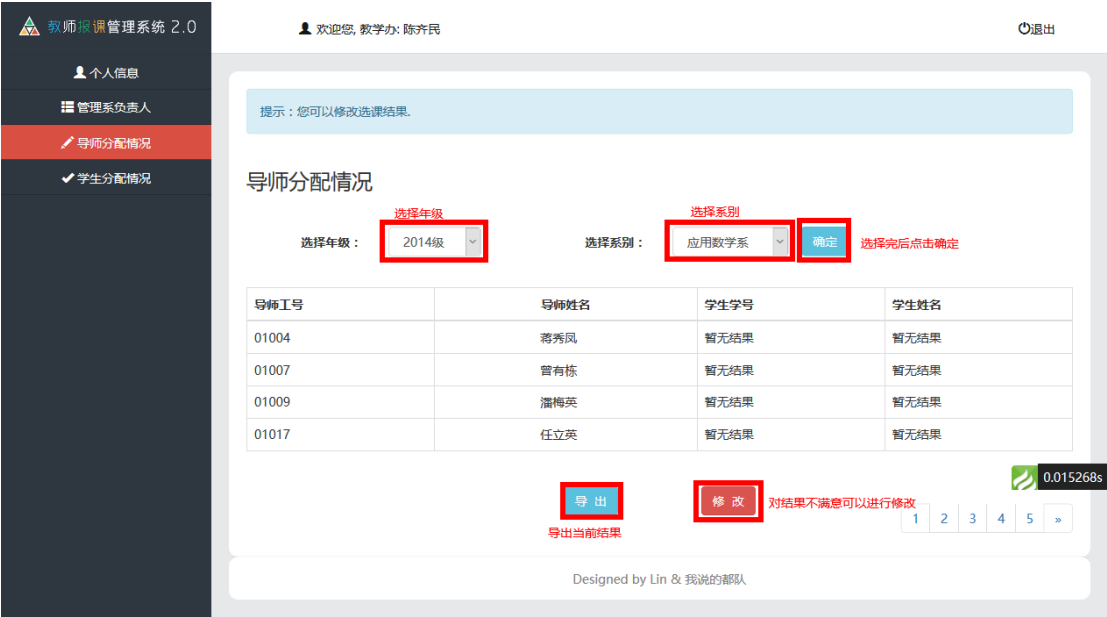 教师报课管理系统 2.0
欢迎您, 教学办: 陈齐民
退出
个人信息
管理系负责人
导师分配情况
学生分配情况
提示：您可以修改选课结果.
导师分配情况
选择年级
选择系别
选择年级： 2014级 选择系别： 应用数学系 确定 选择完后点击确定
导师工号 导师姓名 学生学号 学生姓名
01004 蒋秀凤 暂无结果 暂无结果
01007 曾有栋 暂无结果 暂无结果
01009 潘梅英 暂无结果 暂无结果
01017 任立英 暂无结果 暂无结果
0.015268s
导 出 修 改 对结果不满意可以进行修改
1 2 3 4 5 »
导出当前结果
Designed by Lin & 我说的都队